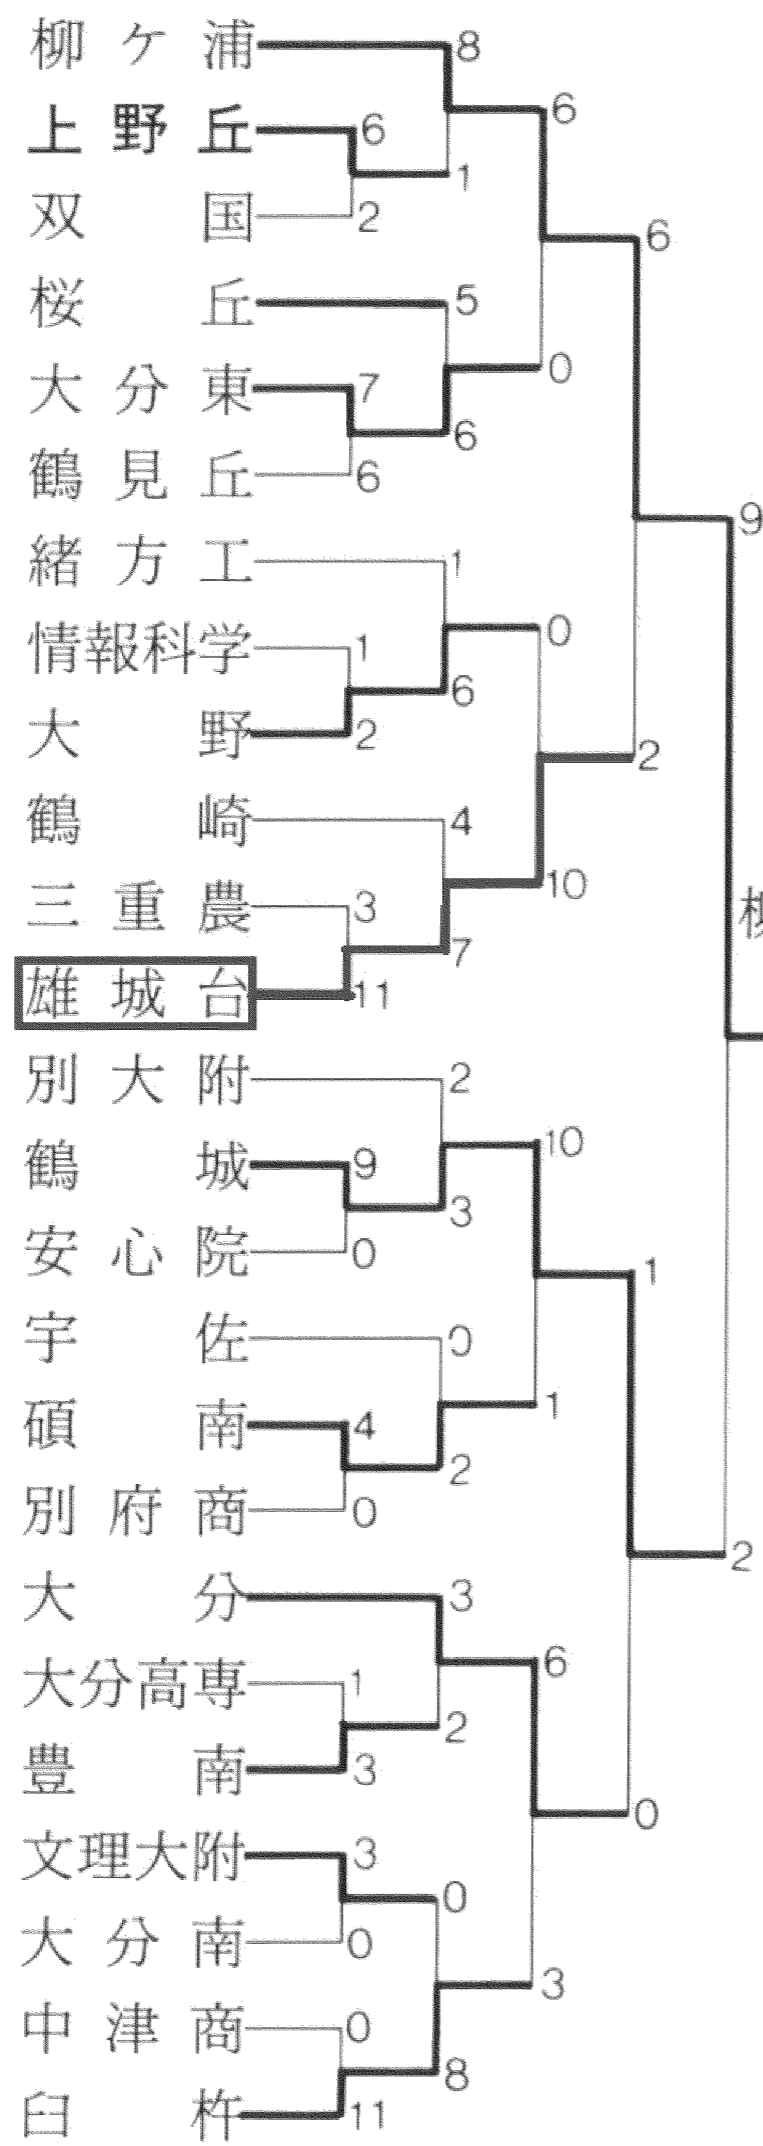 柳ケ浦
8
上野丘
6
6
1
双国
2
6
桜丘
5
大分東
7
0
6
鶴見丘
6
9
緒方工
1
0
情報科学
1
6
大野
2
2
鶴崎
4
10
三重農
3
7
雄城台
11
別大附
2
10
鶴城
9
3
安心院
0
1
宇佐
0
1
碩南
4
2
別府商
0
2
大分
3
6
大分高専
1
2
豊南
3
0
文理大附
3
0
大分南
0
3
中津商
0
8
臼杵
11